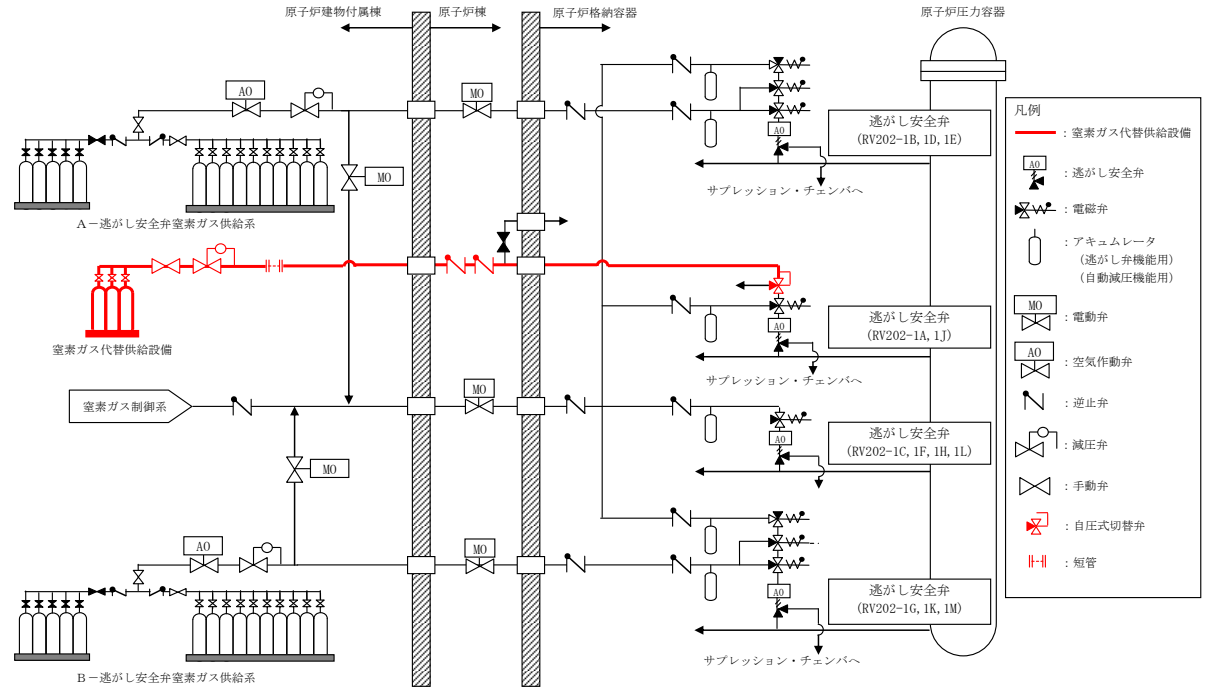 原子炉建物付属棟
原子炉棟
原子炉格納容器
原子炉圧力容器
AO
MO
MO
A－逃がし安全弁窒素ガス供給系
AO
逃がし安全弁
(RV202-1B, 1D, 1E)
サプレッション・チェンバへ
窒素ガス代替供給設備
AO
逃がし安全弁
(RV202-1A, 1J)
サプレッション・チェンバへ
窒素ガス制御系
MO
MO
AO
逃がし安全弁
(RV202-1C, 1F, 1H, 1L)
AO
MO
B－逃がし安全弁窒素ガス供給系
AO
逃がし安全弁
(RV202-1G, 1K, 1M)
サプレッション・チェンバへ
凡例
：窒素ガス代替供給設備
AO
：逃がし安全弁
：電磁弁
：アキュムレータ
（逃がし弁機能用）
（自動減圧機能用）
MO
：電動弁
AO
：空気作動弁
：逆止弁
：減圧弁
：手動弁
：自圧式切替弁
：短管